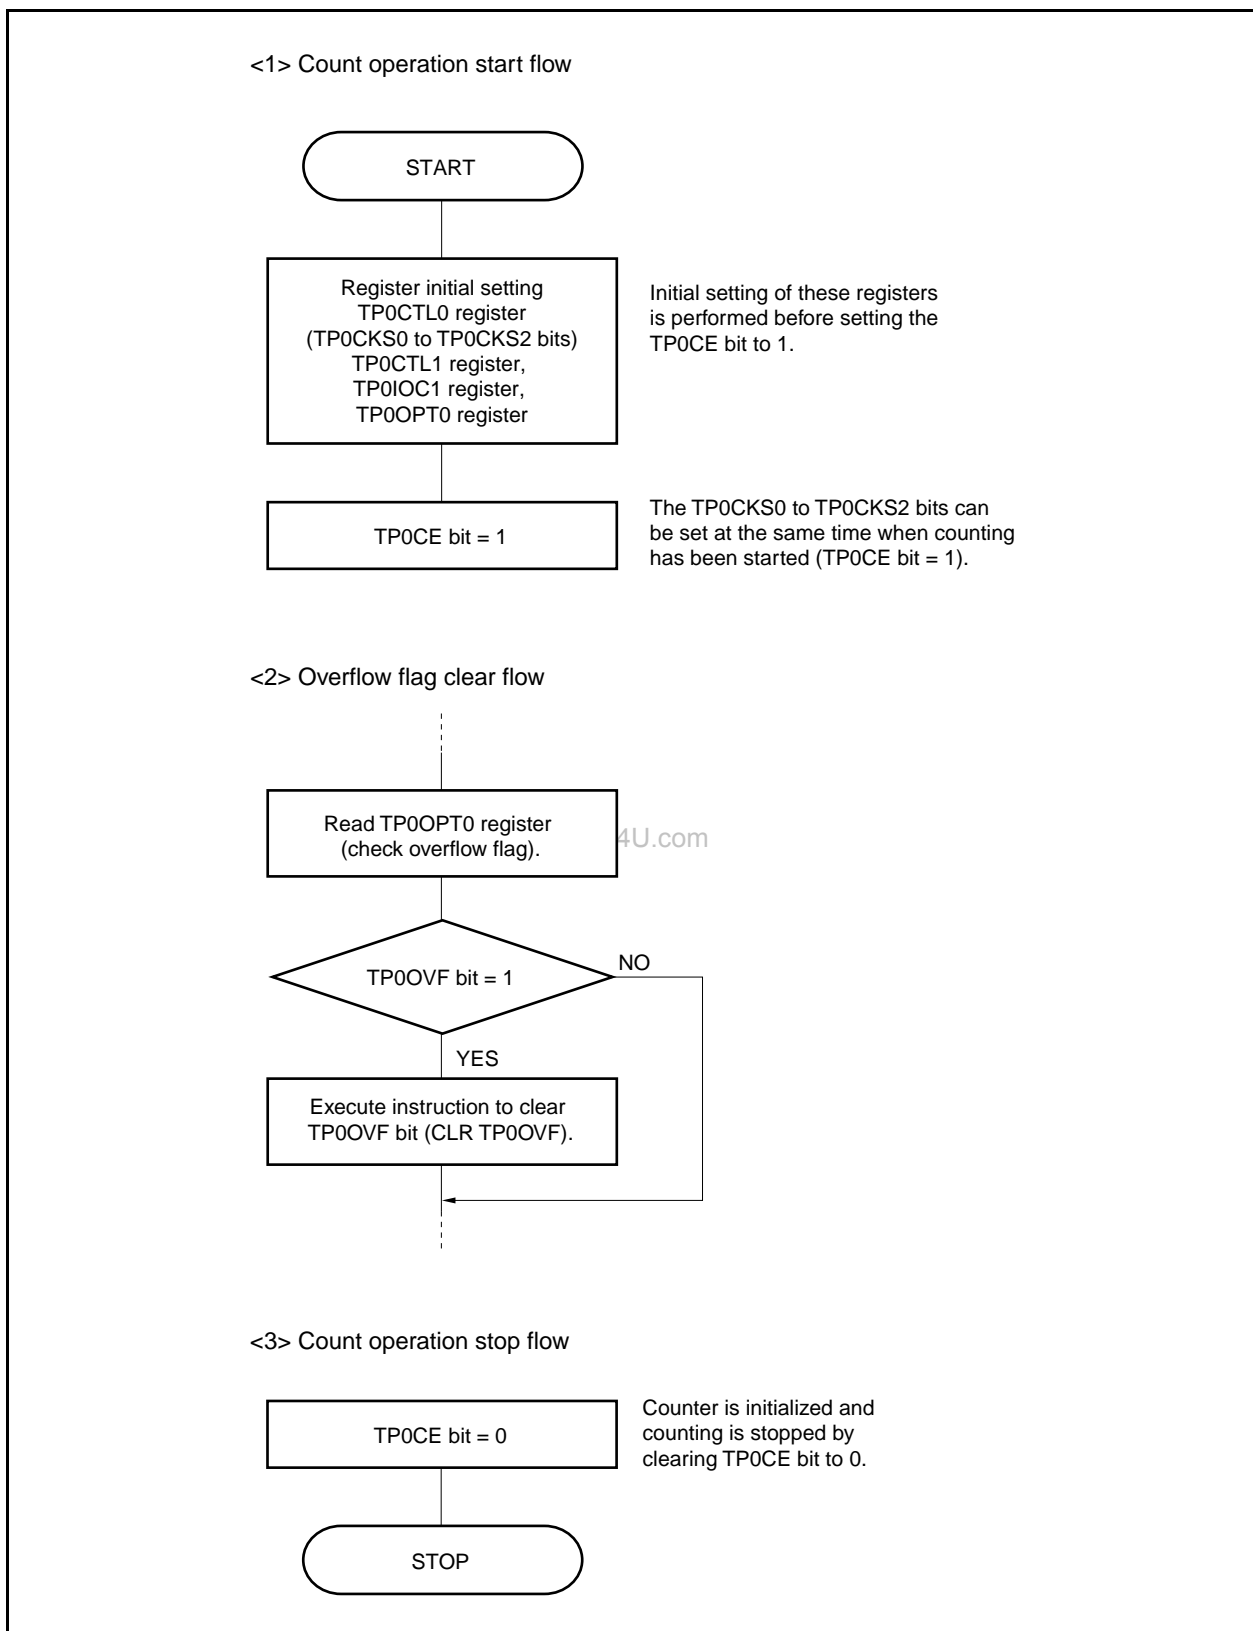 <1> Count operation start flow
START
Register initial setting
TP0CTL0 register
(TP0CKS0 to TP0CKS2 bits)
TP0CTL1 register,
TP0IOC1 register,
TP0OPT0 register
Initial setting of these registers
is performed before setting the
TP0CE bit to 1.
TP0CE bit = 1
The TP0CKS0 to TP0CKS2 bits can
be set at the same time when counting
has been started (TP0CE bit = 1).
<2> Overflow flag clear flow
Read TP0OPT0 register
(check overflow flag).
4U.com
TP0OVF bit = 1
NO
YES
Execute instruction to clear
TP0OVF bit (CLR TP0OVF).
<3> Count operation stop flow
TP0CE bit = 0
Counter is initialized and
counting is stopped by
clearing TP0CE bit to 0.
STOP